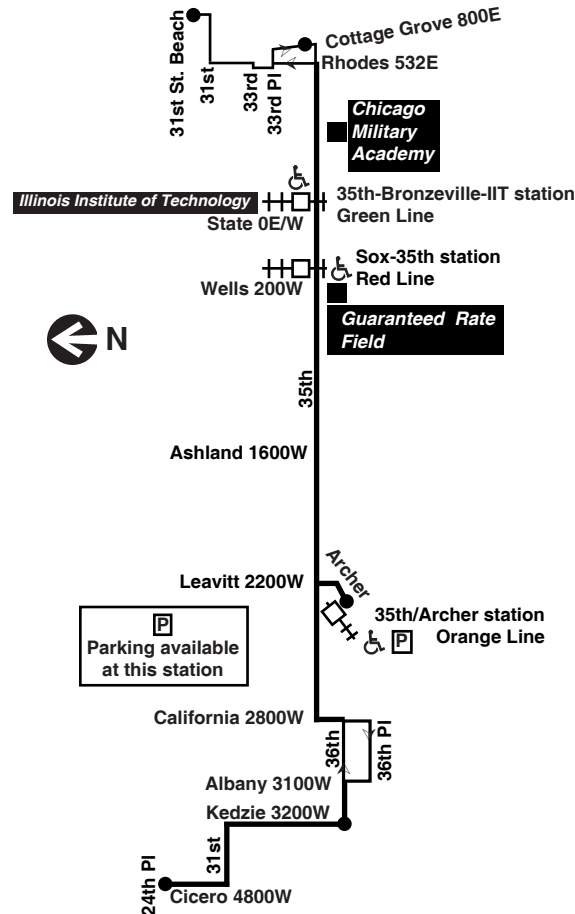 Cottage Grove 800E
Rhodes 532E
31st St. Beach
31st
33rd
33rd Pl
Chicago
Military
Academy
Illinois Institute of Technology
35th-Bronzeville-IIT station
Green Line
State 0E/W
Sox-35th station
Red Line
Wells 200W
Guaranteed Rate
Field
N
35th
Ashland 1600W
Leavitt 2200W
Archer
35th/Archer station
Orange Line
P
P
Parking available
at this station
California 2800W
36th
36th Pl
Albany 3100W
Kedzie 3200W
31st
24th Pl
Cicero 4800W